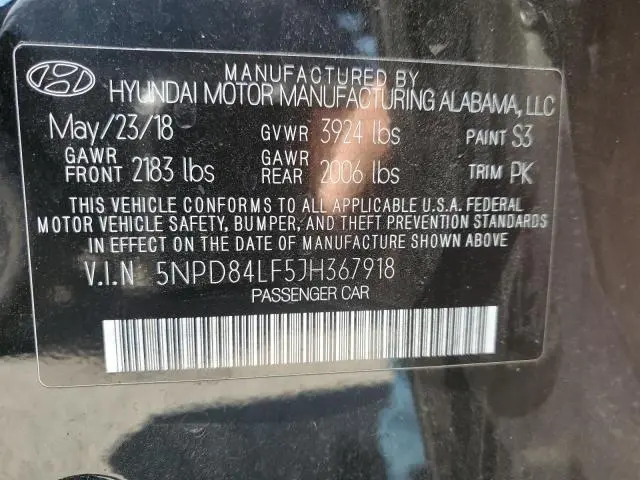 MANUFACTURED BY
HYUNDAI MOTOR MANUFACTURING ALABAMA, LLC
May/23/18 GVWR 3924 lbs PAINT S3
GAWR FRONT 2183 lbs GAWR REAR 2006 lbs TRIM PK
THIS VEHICLE CONFORMS TO ALL APPLICABLE U.S.A. FEDERAL
MOTOR VEHICLE SAFETY, BUMPER, AND THEFT PREVENTION STANDARDS
IN EFFECT ON THE DATE OF MANUFACTURE SHOWN ABOVE
V.I.N 5NPD84LF5JH367918
PASSENGER CAR